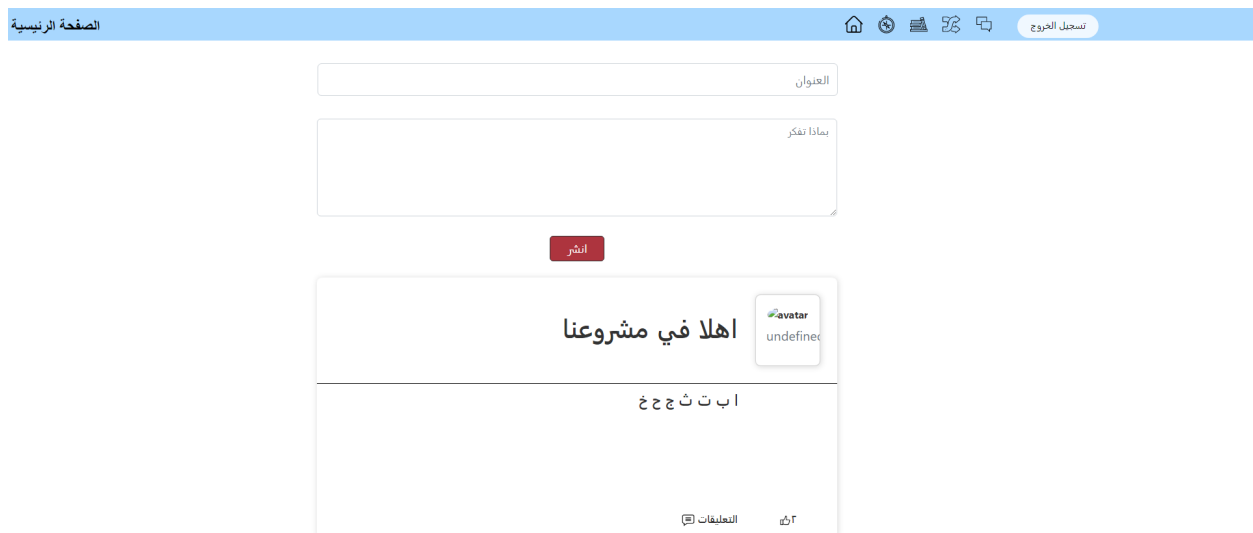 الصفحة الرئيسية
تسجيل الخروج
العنوان
بماذا تفكر
انشر
avatar
undefined
اهلا في مشروعنا
ا ب ت ث ج ح خ
٢
التعليقات